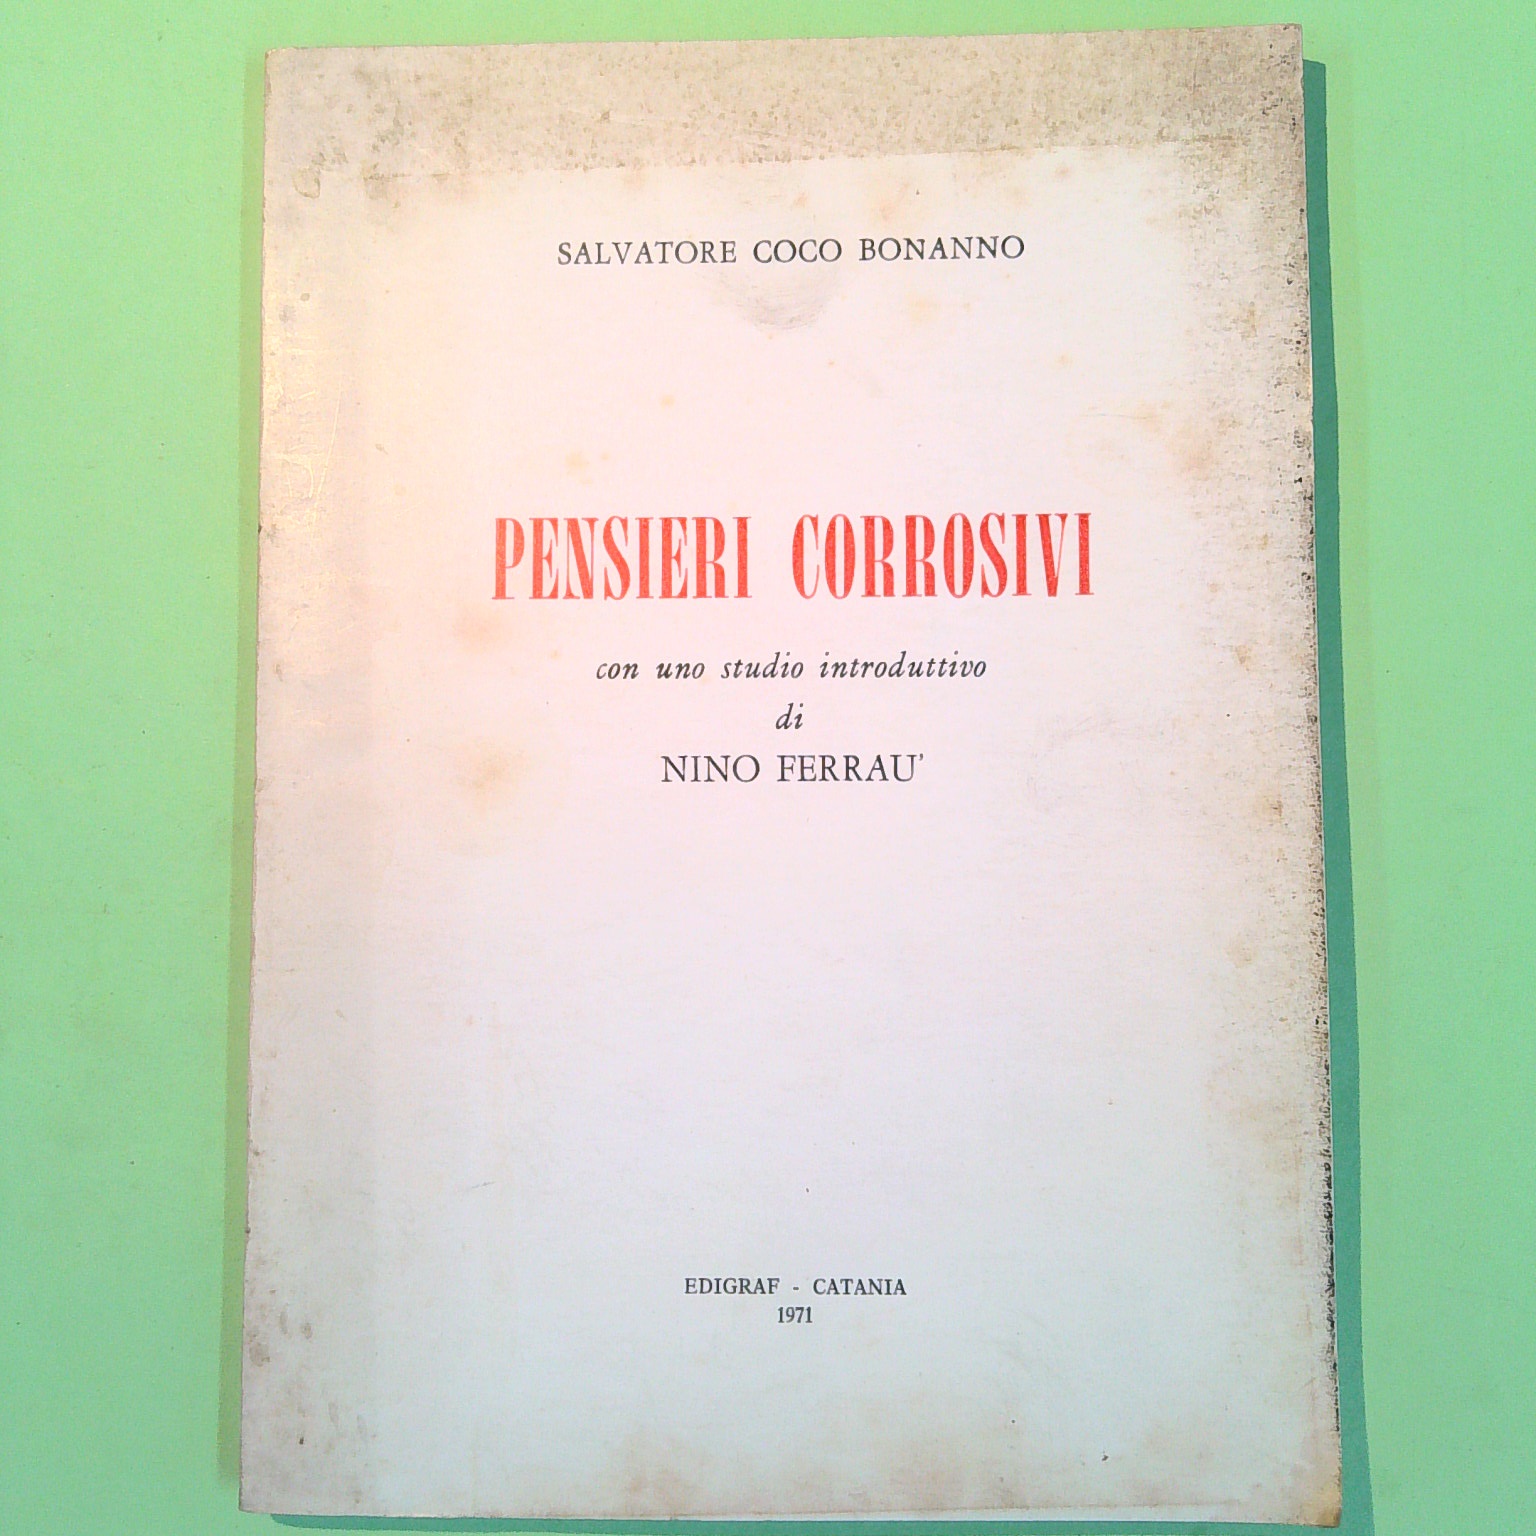 SALVATORE COCO BONANNO
PENSIERI CORROSIVI
con uno studio introduttivo
di
NINO FERRAU'
EDIGRAF - CATANIA
1971